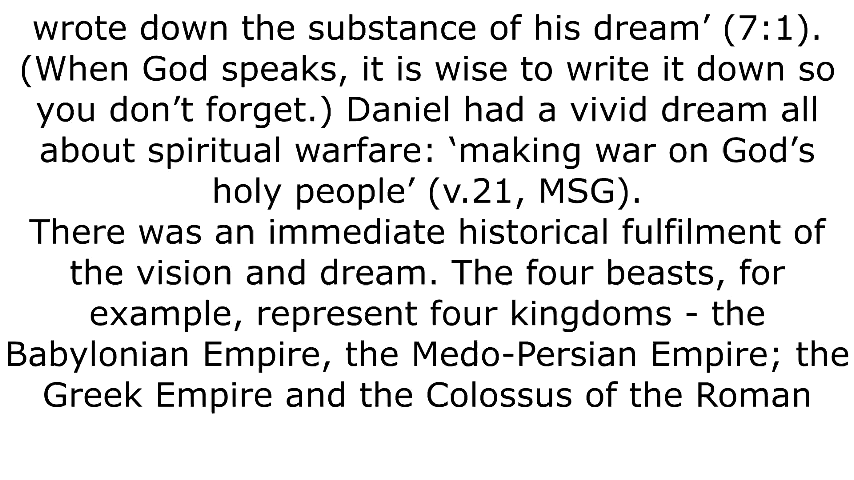 wrote down the substance of his dream’ (7:1).
(When God speaks, it is wise to write it down so
you don’t forget.) Daniel had a vivid dream all
about spiritual warfare: ‘making war on God’s
holy people’ (v.21, MSG).
There was an immediate historical fulfilment of
the vision and dream. The four beasts, for
example, represent four kingdoms - the
Babylonian Empire, the Medo-Persian Empire; the
Greek Empire and the Colossus of the Roman